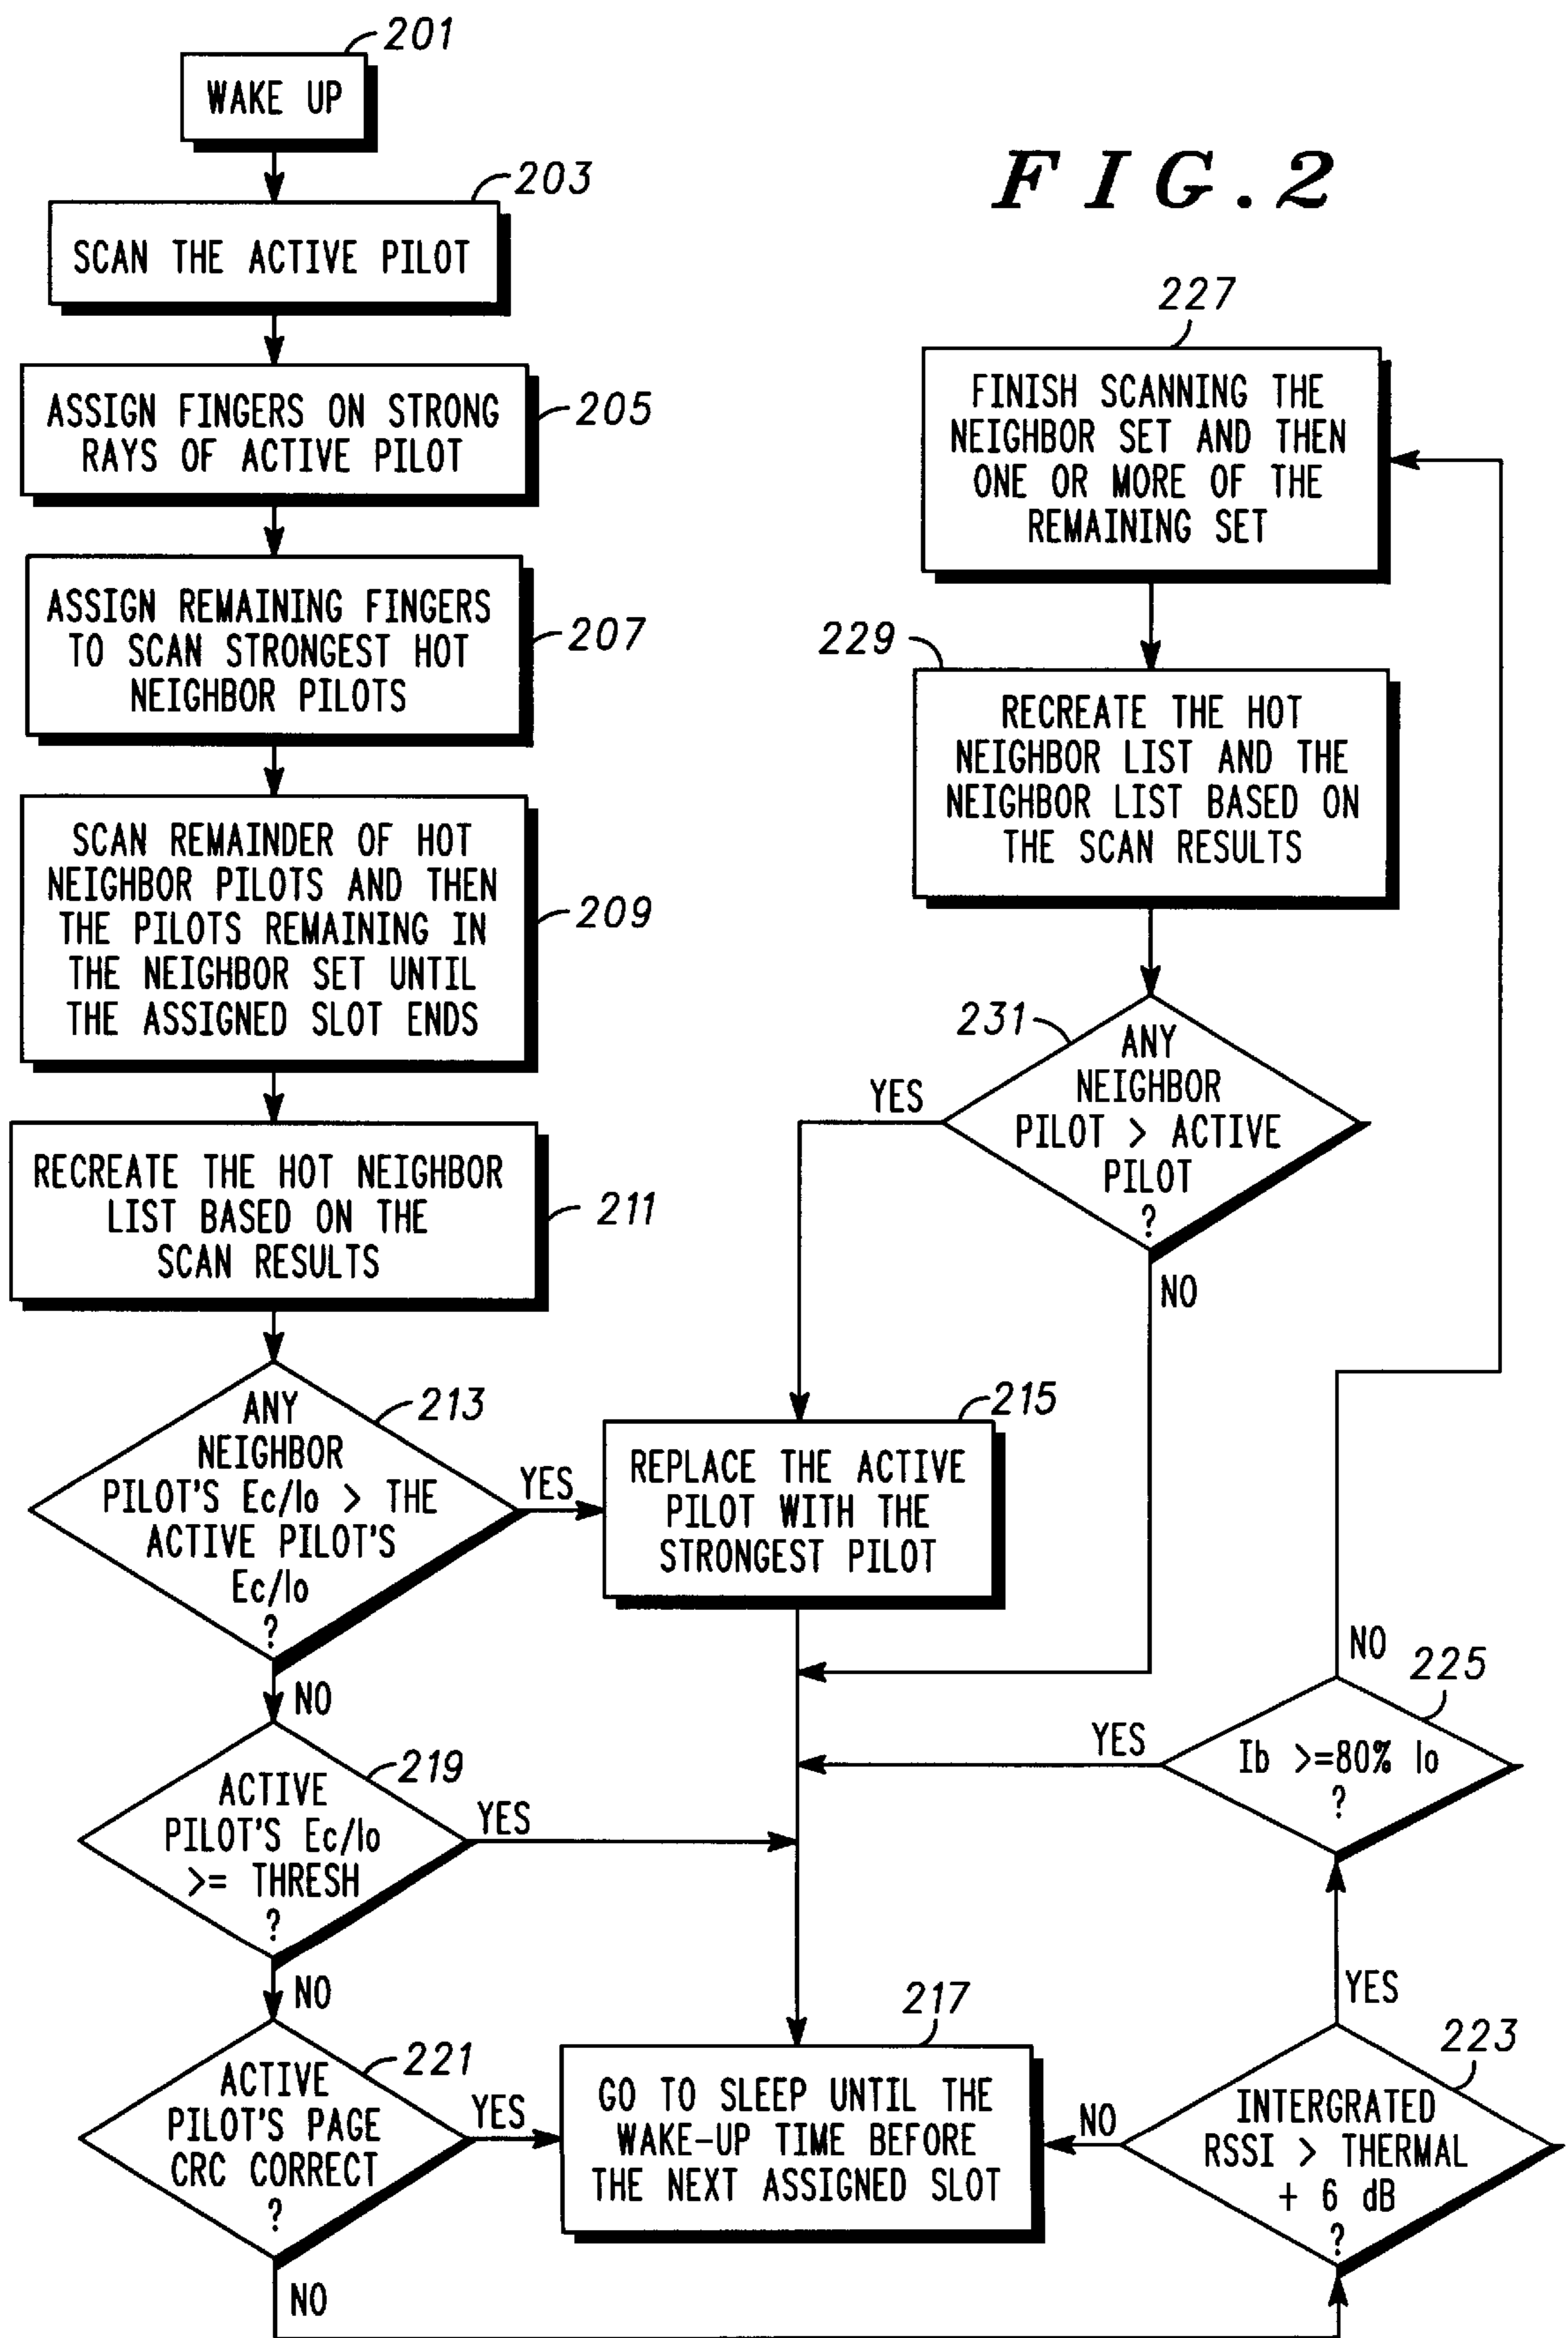 201
WAKE UP
FIG.2
203
SCAN THE ACTIVE PILOT
205
ASSIGN FINGERS ON STRONG
RAYS OF ACTIVE PILOT
207
ASSIGN REMAINING FINGERS
TO SCAN STRONGEST HOT
NEIGHBOR PILOTS
209
SCAN REMAINDER OF HOT
NEIGHBOR PILOTS AND THEN
THE PILOTS REMAINING IN
THE NEIGHBOR SET UNTIL
THE ASSIGNED SLOT ENDS
211
RECREATE THE HOT NEIGHBOR
LIST BASED ON THE
SCAN RESULTS
213
ANY
NEIGHBOR
PILOT'S Ec/Io > THE
ACTIVE PILOT'S
Ec/Io
?
YES
NO
215
REPLACE THE ACTIVE
PILOT WITH THE
STRONGEST PILOT
219
ACTIVE
PILOT'S Ec/Io
>= THRESH
?
YES
NO
221
ACTIVE
PILOT'S PAGE
CRC CORRECT
?
YES
NO
217
GO TO SLEEP UNTIL THE
WAKE-UP TIME BEFORE
THE NEXT ASSIGNED SLOT
223
INTERGRATED
RSSI > THERMAL
+ 6 dB
?
NO
YES
225
Ib >=80% Io
?
YES
NO
227
FINISH SCANNING THE
NEIGHBOR SET AND THEN
ONE OR MORE OF THE
REMAINING SET
229
RECREATE THE HOT
NEIGHBOR LIST AND THE
NEIGHBOR LIST BASED ON
THE SCAN RESULTS
231
ANY
NEIGHBOR
PILOT > ACTIVE
PILOT
?
YES
NO